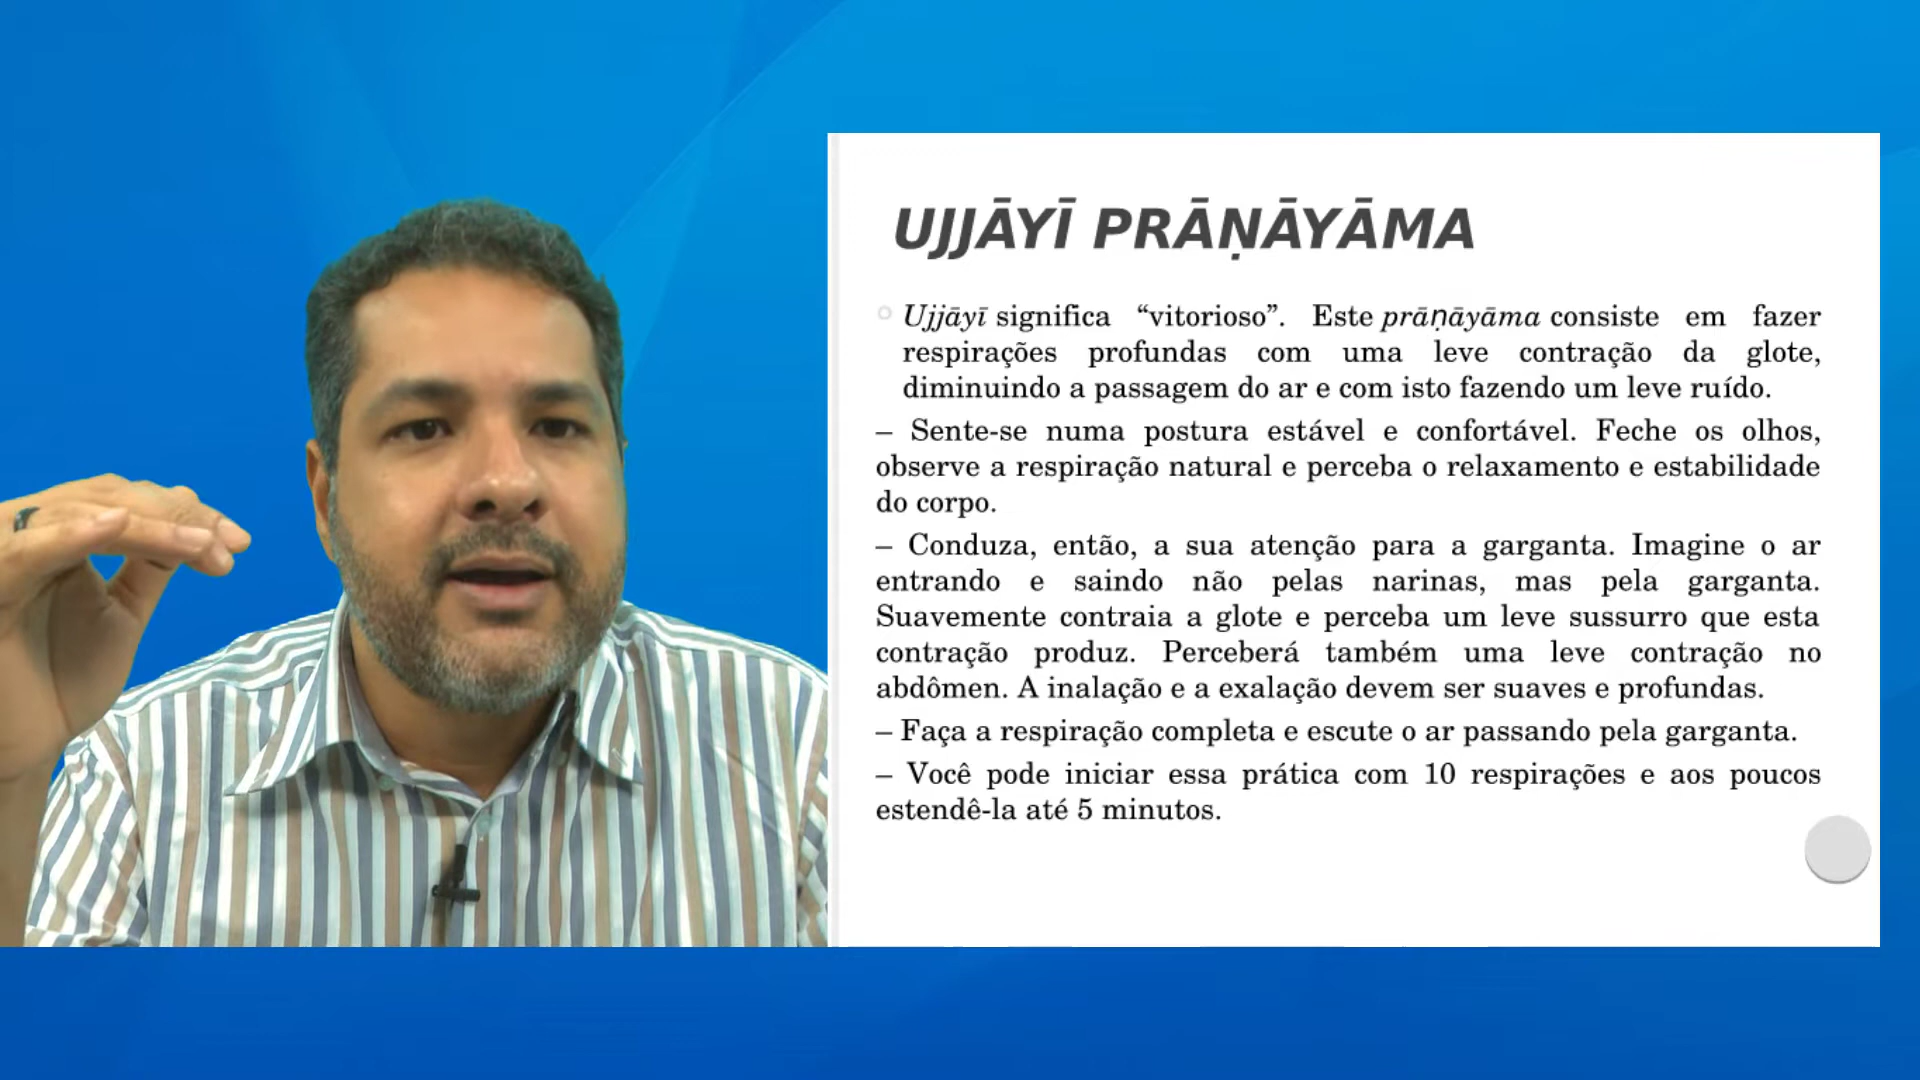 UJJĀYĪ PRĀṆĀYĀMA
Ujjāyī significa “vitorioso”. Este prāṇāyāma consiste em fazer
respirações profundas com uma leve contração da glote,
diminuindo a passagem do ar e com isto fazendo um leve ruído.
– Sente-se numa postura estável e confortável. Feche os olhos,
observe a respiração natural e perceba o relaxamento e estabilidade
do corpo.
– Conduza, então, a sua atenção para a garganta. Imagine o ar
entrando e saindo não pelas narinas, mas pela garganta.
Suavemente contraia a glote e perceba um leve sussurro que esta
contração produz. Perceberá também uma leve contração no
abdômen. A inalação e a exalação devem ser suaves e profundas.
– Faça a respiração completa e escute o ar passando pela garganta.
– Você pode iniciar essa prática com 10 respirações e aos poucos
estendê-la até 5 minutos.